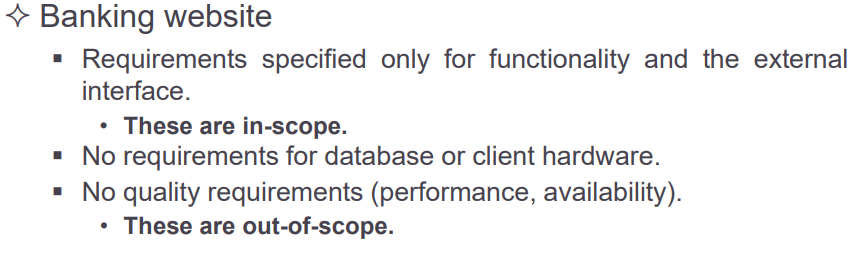 ✧ Banking website
▪ Requirements specified only for functionality and the external
interface.
• These are in-scope.
▪ No requirements for database or client hardware.
▪ No quality requirements (performance, availability).
• These are out-of-scope.